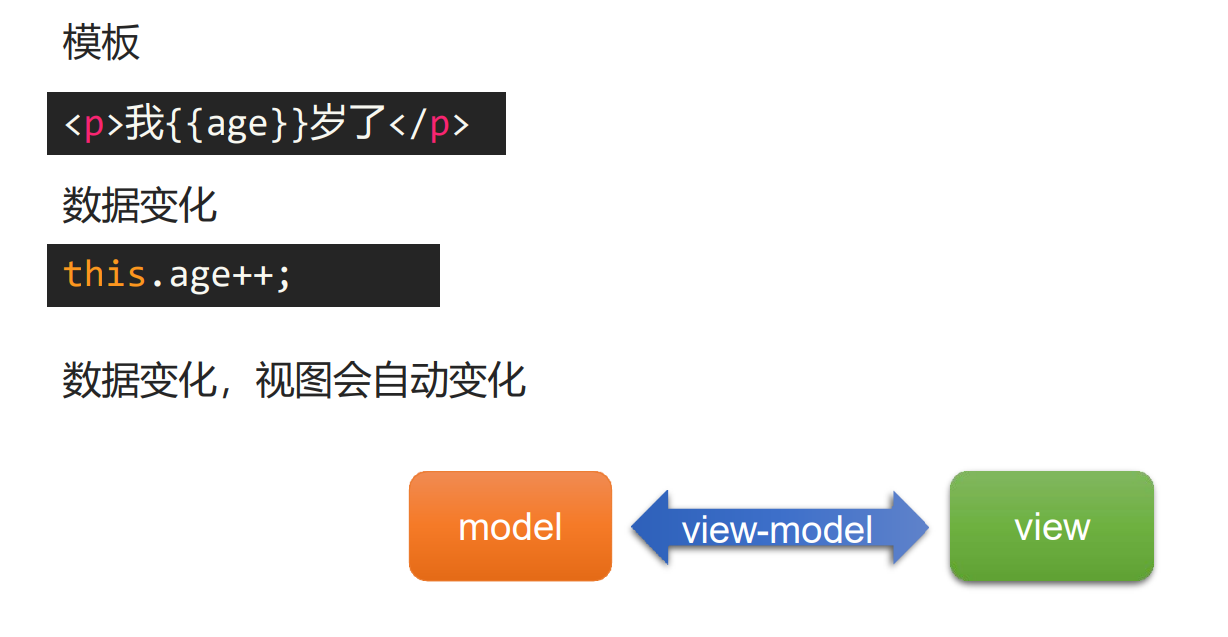 模板
<p>我{{age}}岁了</p>
数据变化
this.age++;
数据变化，视图会自动变化
model
view-model
view